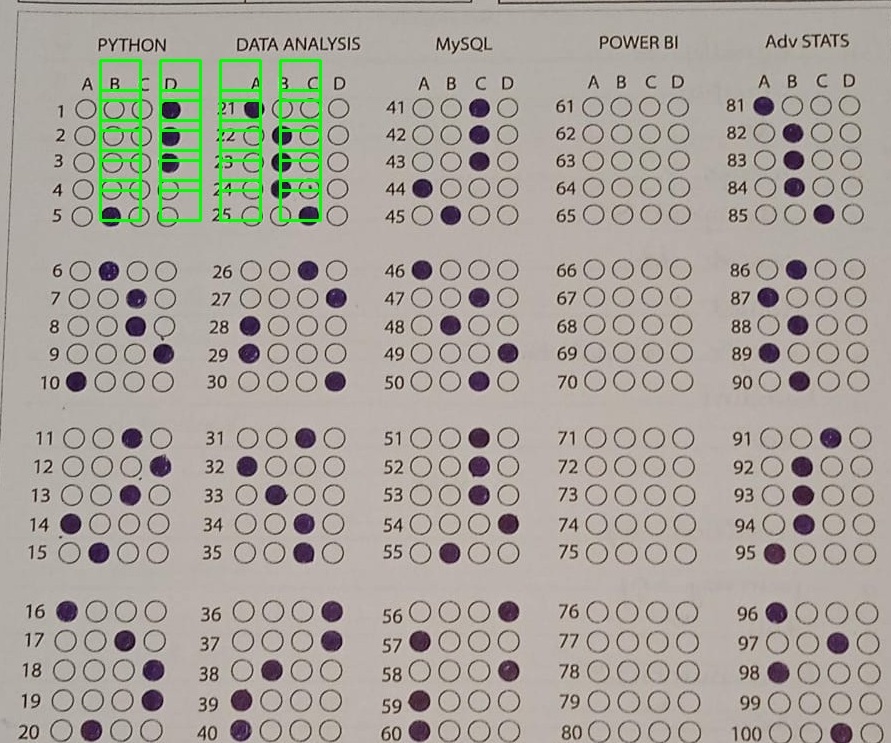 PYTHON DATA ANALYSIS MySQL POWER BI Adv STATS
A B C D A B C D A B C D A B C D A B C D
1 21 41 61 81
2 22 42 62 82
3 23 43 63 83
4 24 44 64 84
5 25 45 65 85
6 26 46 66 86
7 27 47 67 87
8 28 48 68 88
9 29 49 69 89
10 30 50 70 90
11 31 51 71 91
12 32 52 72 92
13 33 53 73 93
14 34 54 74 94
15 35 55 75 95
16 36 56 76 96
17 37 57 77 97
18 38 58 78 98
19 39 59 79 99
20 40 60 80 100